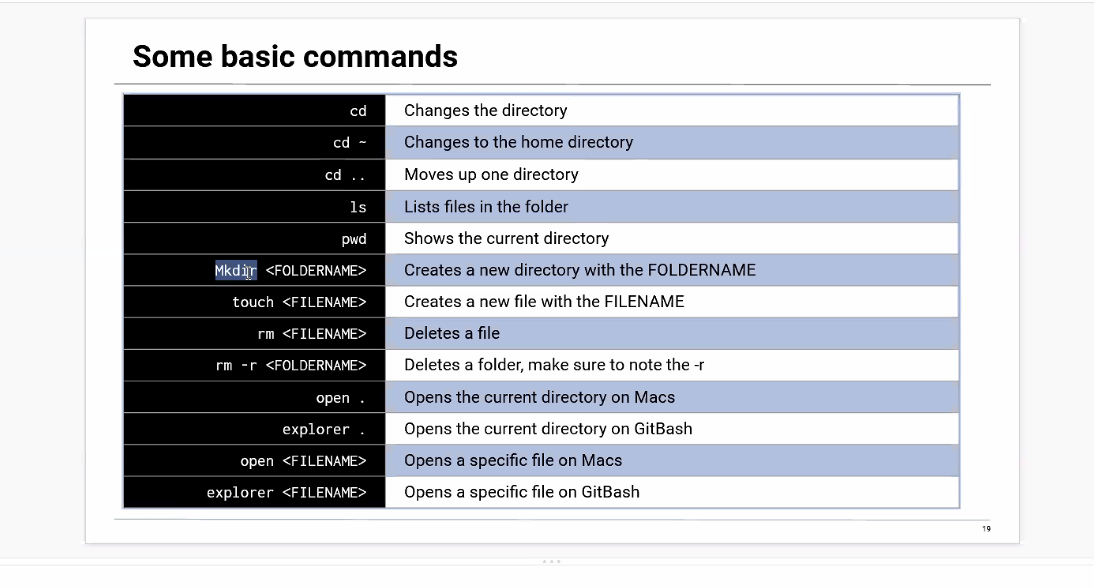 Some basic commands
cd Changes the directory
cd ~ Changes to the home directory
cd .. Moves up one directory
ls Lists files in the folder
pwd Shows the current directory
Mkdir <FOLDERNAME> Creates a new directory with the FOLDERNAME
touch <FILENAME> Creates a new file with the FILENAME
rm <FILENAME> Deletes a file
rm -r <FOLDERNAME> Deletes a folder, make sure to note the -r
open . Opens the current directory on Macs
explorer . Opens the current directory on GitBash
open <FILENAME> Opens a specific file on Macs
explorer <FILENAME> Opens a specific file on GitBash
19